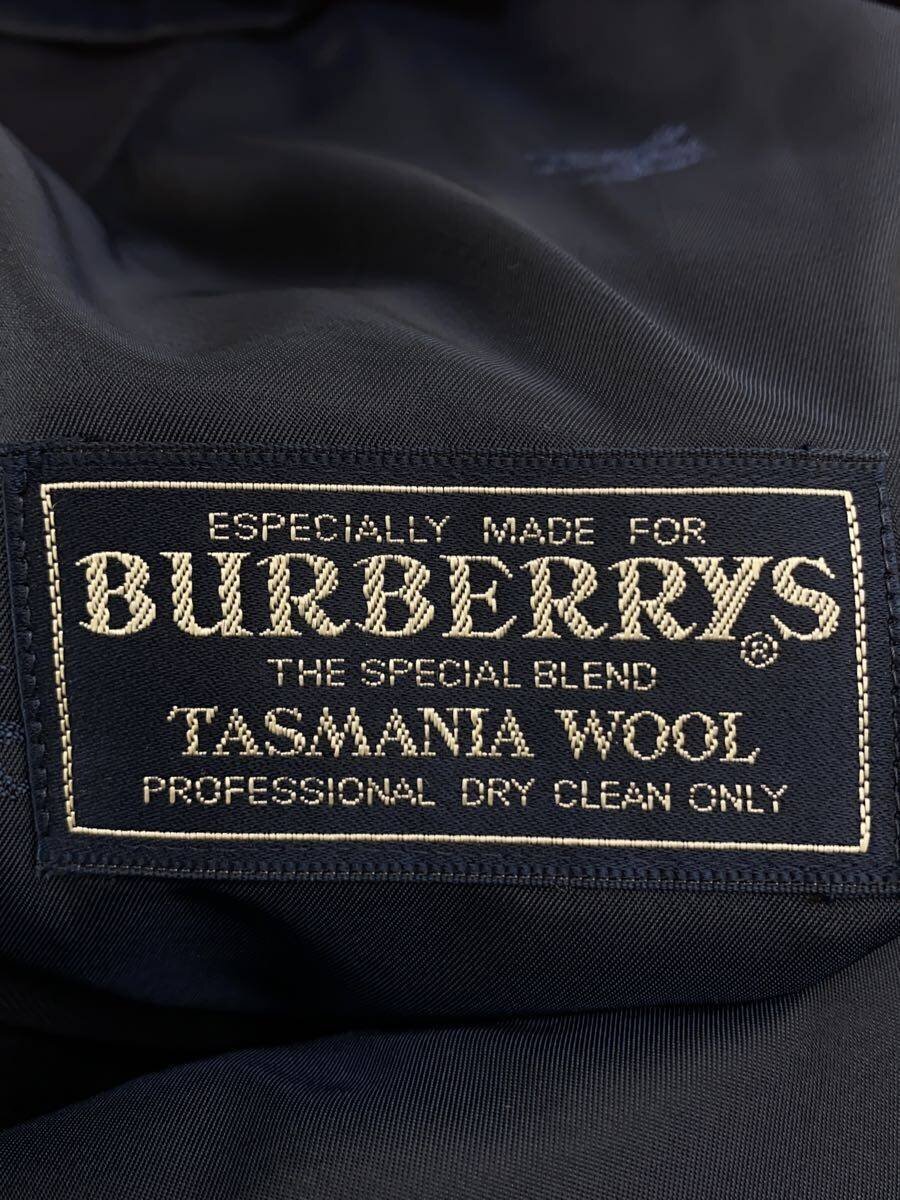 ESPECIALLY MADE FOR
BURBERRYS®
THE SPECIAL BLEND
TASMANIA WOOL
PROFESSIONAL DRY CLEAN ONLY